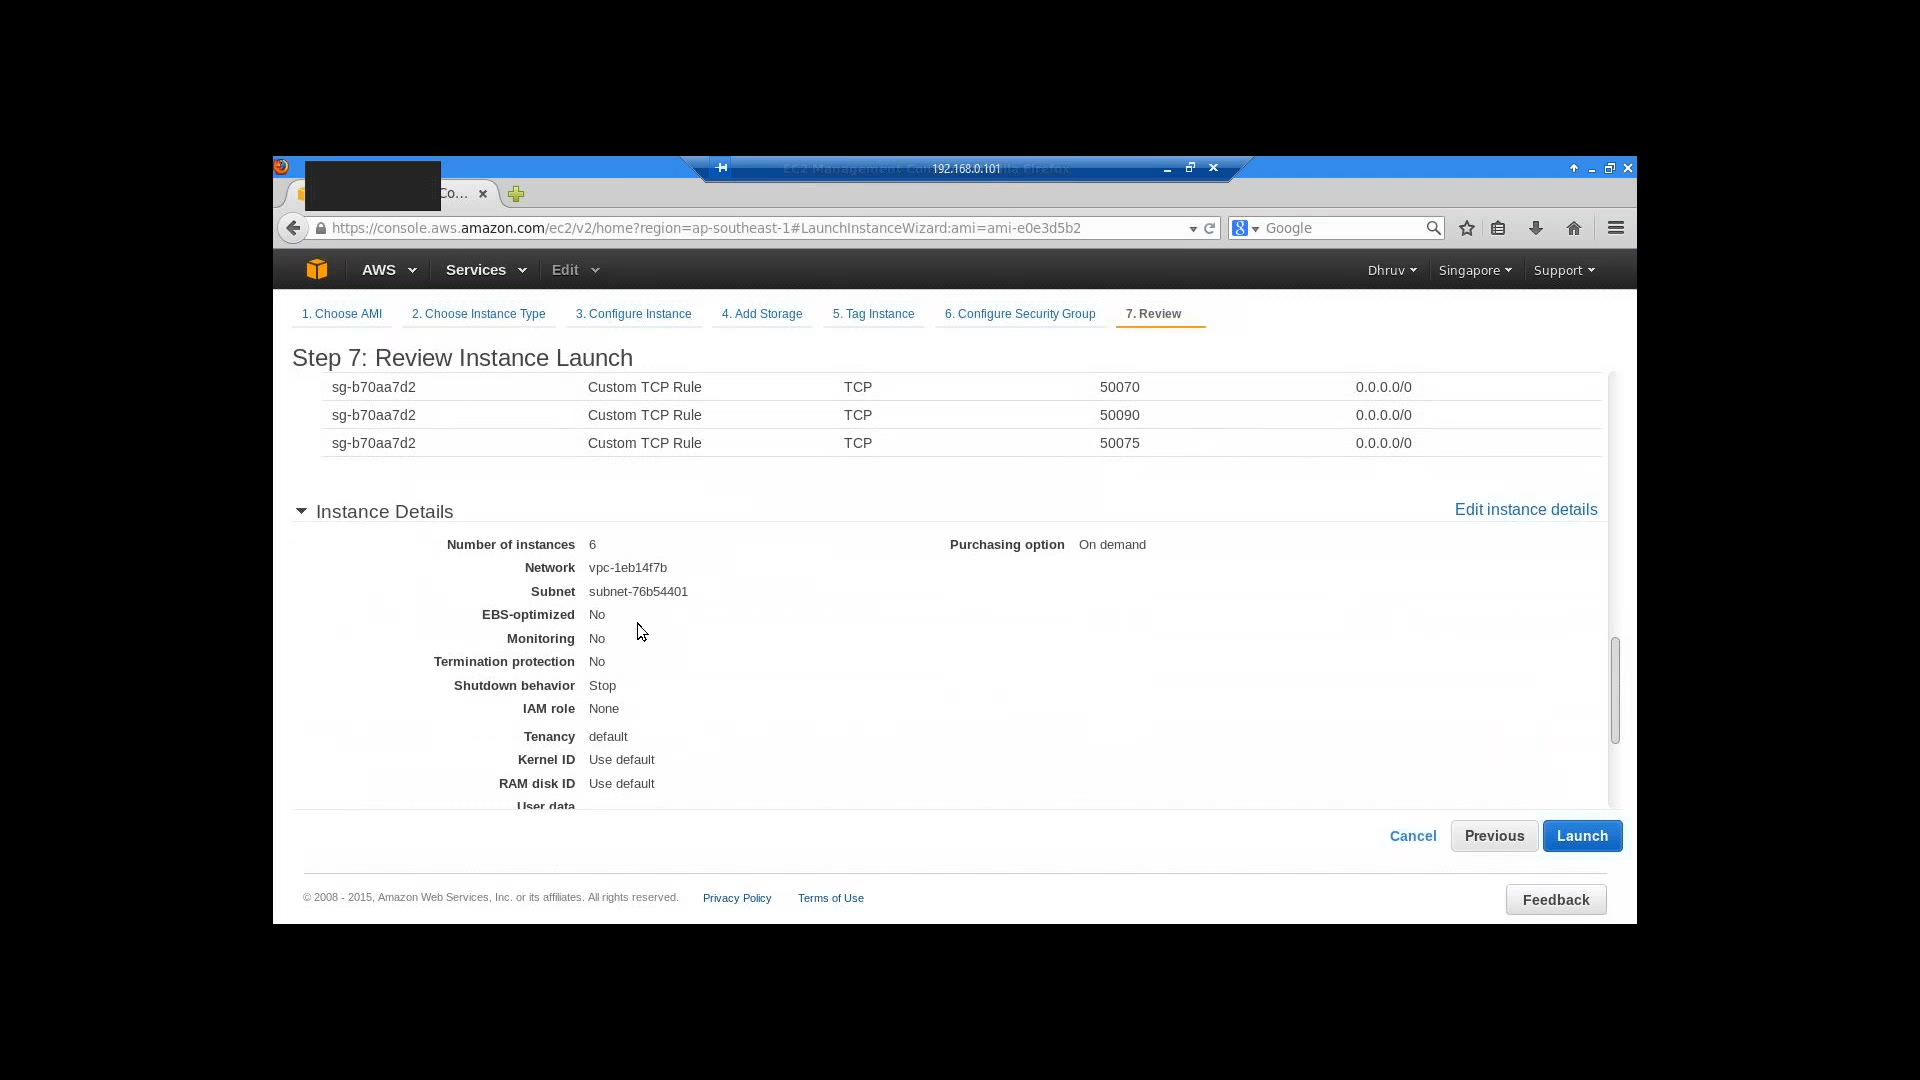 192.168.0.101
Co...
https://console.aws.amazon.com/ec2/v2/home?region=ap-southeast-1#LaunchInstanceWizard:ami=ami-e0e3d5b2
8 Google
AWS Services Edit Dhruv Singapore Support
1. Choose AMI 2. Choose Instance Type 3. Configure Instance 4. Add Storage 5. Tag Instance 6. Configure Security Group 7. Review
Step 7: Review Instance Launch
sg-b70aa7d2 Custom TCP Rule TCP 50070 0.0.0.0/0
sg-b70aa7d2 Custom TCP Rule TCP 50090 0.0.0.0/0
sg-b70aa7d2 Custom TCP Rule TCP 50075 0.0.0.0/0
Instance Details Edit instance details
Number of instances 6 Purchasing option On demand
Network vpc-1eb14f7b
Subnet subnet-76b54401
EBS-optimized No
Monitoring No
Termination protection No
Shutdown behavior Stop
IAM role None
Tenancy default
Kernel ID Use default
RAM disk ID Use default
User data
Cancel Previous Launch
© 2008 - 2015, Amazon Web Services, Inc. or its affiliates. All rights reserved. Privacy Policy Terms of Use Feedback